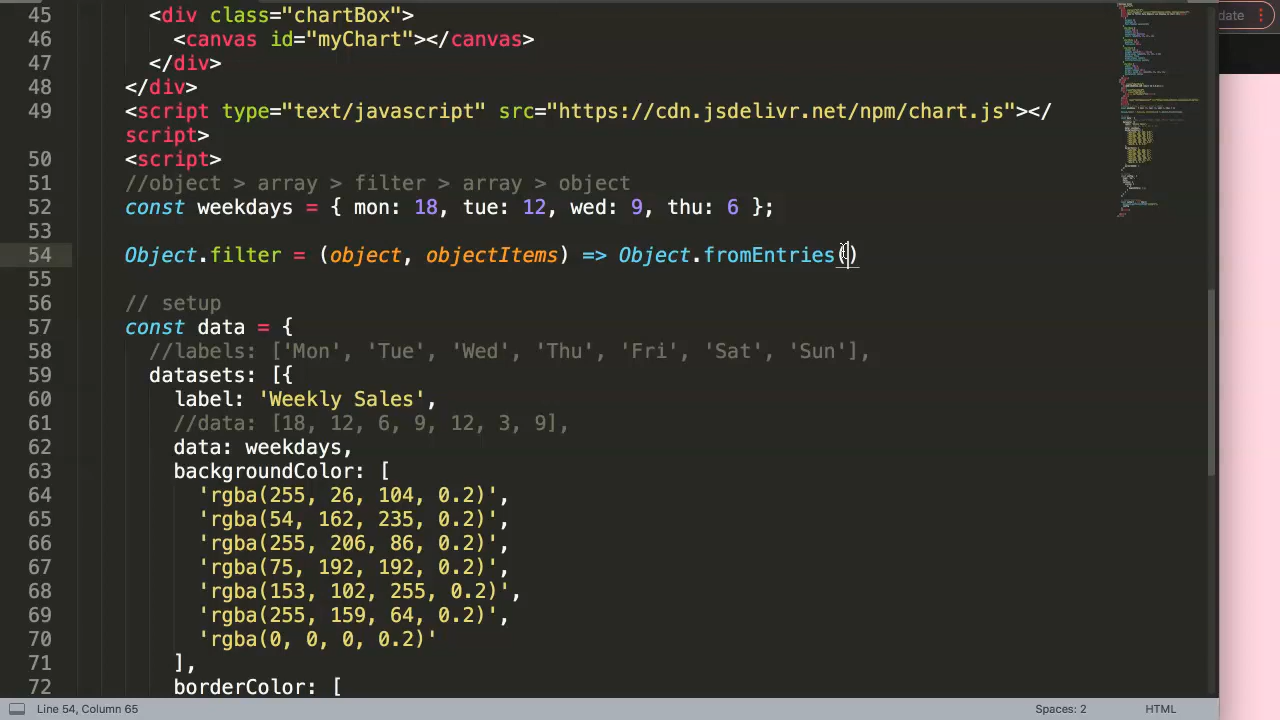 45 <div class="chartBox">
46 <canvas id="myChart"></canvas>
47 </div>
48 </div>
49 <script type="text/javascript" src="https://cdn.jsdelivr.net/npm/chart.js"></
script>
50 <script>
51 //object > array > filter > array > object
52 const weekdays = { mon: 18, tue: 12, wed: 9, thu: 6 };
53
54 Object.filter = (object, objectItems) => Object.fromEntries()
55
56 // setup
57 const data = {
58 //labels: ['Mon', 'Tue', 'Wed', 'Thu', 'Fri', 'Sat', 'Sun'],
59 datasets: [{
60 label: 'Weekly Sales',
61 //data: [18, 12, 6, 9, 12, 3, 9],
62 data: weekdays,
63 backgroundColor: [
64 'rgba(255, 26, 104, 0.2)',
65 'rgba(54, 162, 235, 0.2)',
66 'rgba(255, 206, 86, 0.2)',
67 'rgba(75, 192, 192, 0.2)',
68 'rgba(153, 102, 255, 0.2)',
69 'rgba(255, 159, 64, 0.2)',
70 'rgba(0, 0, 0, 0.2)'
71 ],
72 borderColor: [
date
Line 54, Column 65
Spaces: 2
HTML